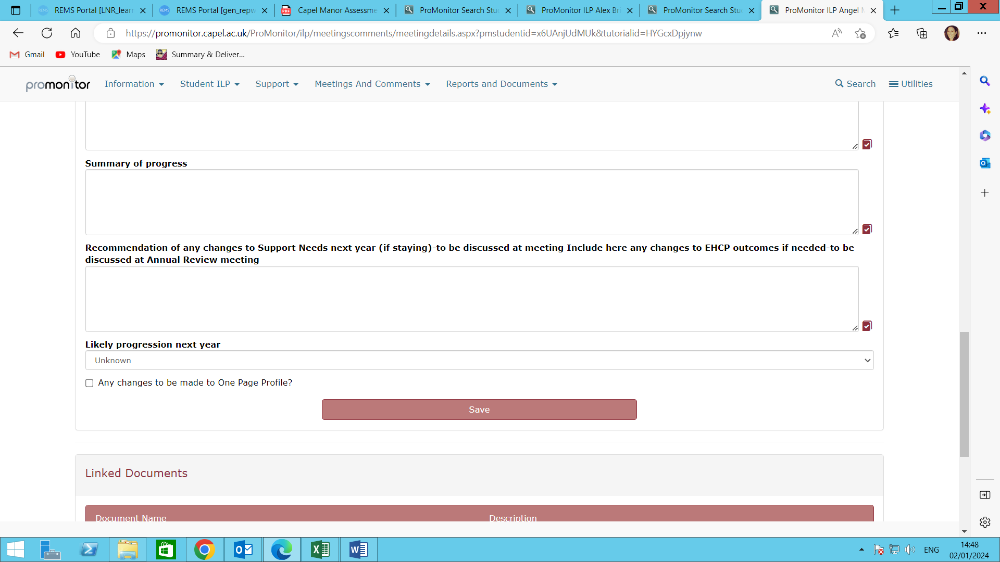 REMS Portal [LNR_lear
REMS Portal [gen_repw
Capel Manor Assessme
ProMonitor Search Stu
ProMonitor ILP Alex Bri
ProMonitor Search Stu
ProMonitor ILP Angel
https://promonitor.capel.ac.uk/ProMonitor/ilp/meetingscomments/meetingdetails.aspx?pmstudentid=x6UAnjUdMUk&tutorialid=HYGcxDpjynw
Gmail YouTube Maps Summary & Deliver...
promonitor Information Student ILP Support Meetings And Comments Reports and Documents Search Utilities
Summary of progress
Recommendation of any changes to Support Needs next year (if staying)-to be discussed at meeting Include here any changes to EHCP outcomes if needed-to be
discussed at Annual Review meeting
Likely progression next year
Unknown
Any changes to be made to One Page Profile?
Save
Linked Documents
Document Name Description
ENG
14:48
02/01/2024